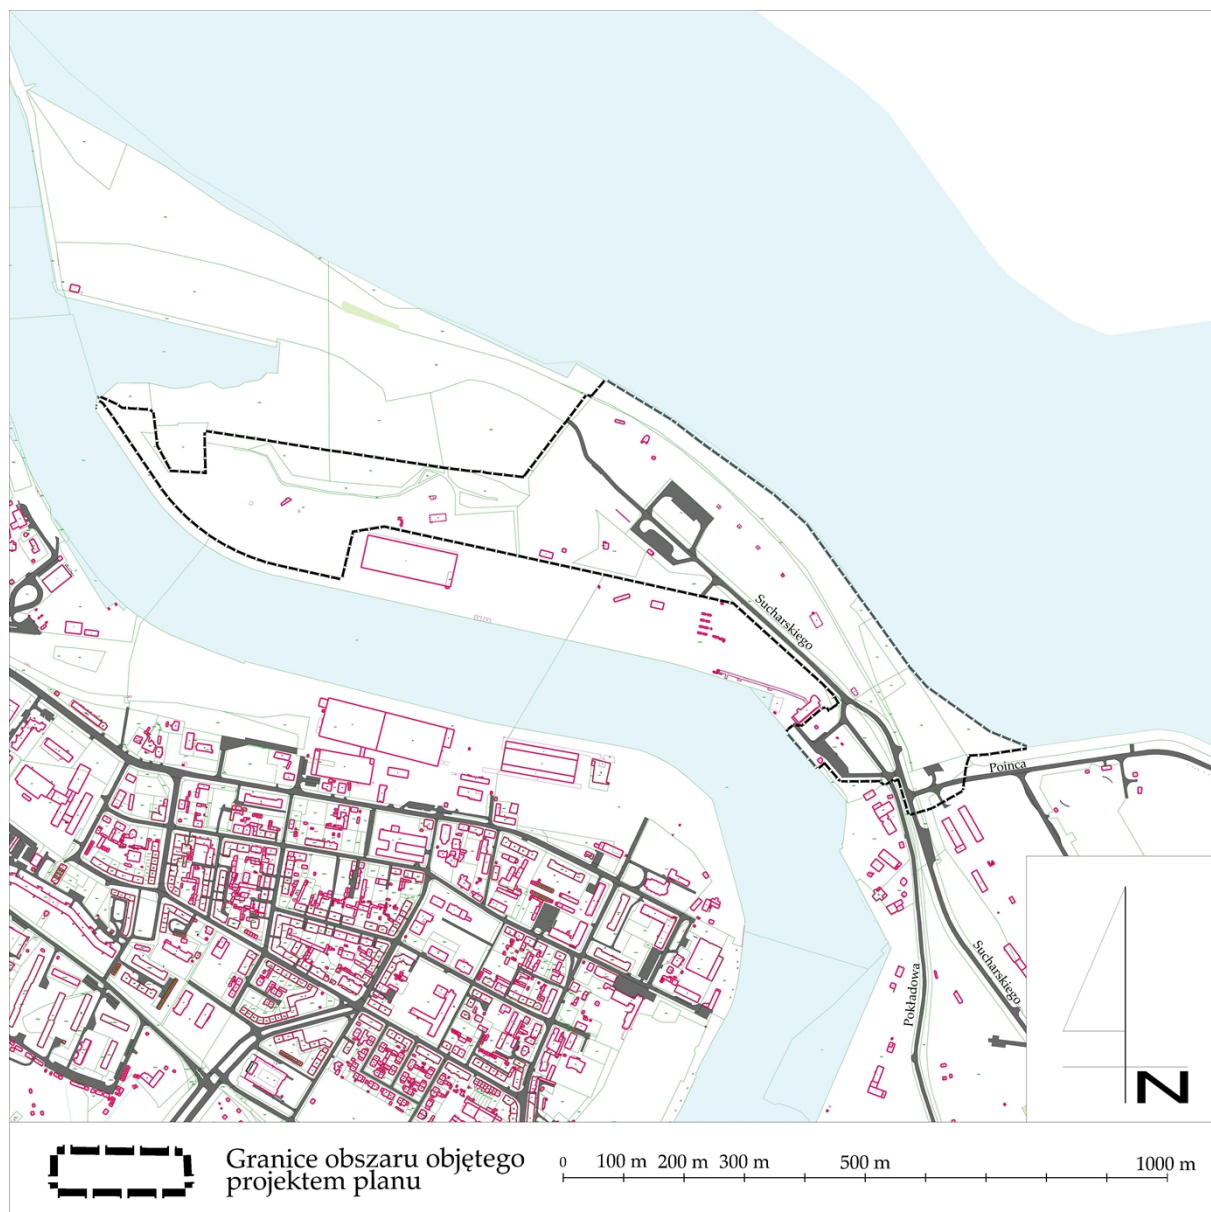 Sucharskiego
Poinca
Pokładowa
Sucharskiego
N
Granice obszaru objętego
projektem planu
0 100 m 200 m 300 m 500 m 1000 m